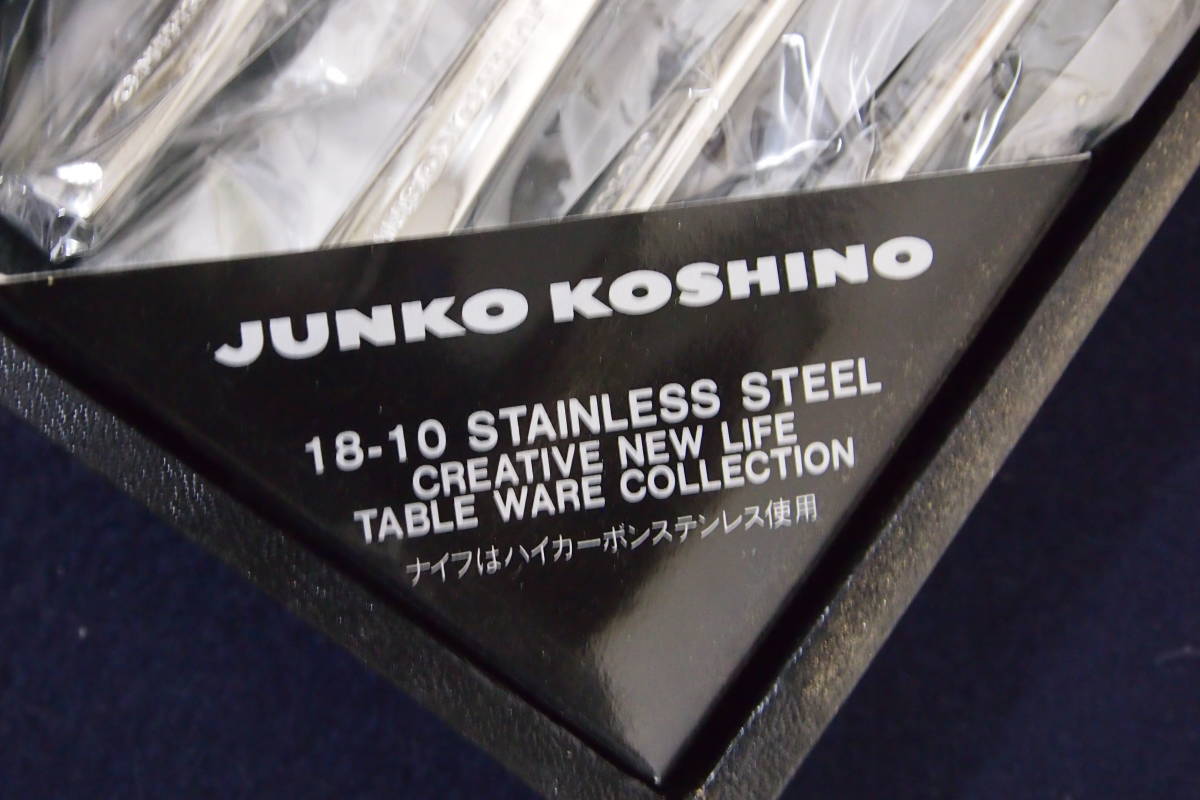 JUNKO KOSHINO
18-10 STAINLESS STEEL
CREATIVE NEW LIFE
TABLE WARE COLLECTION
ナイフはハイカーボンステンレス使用